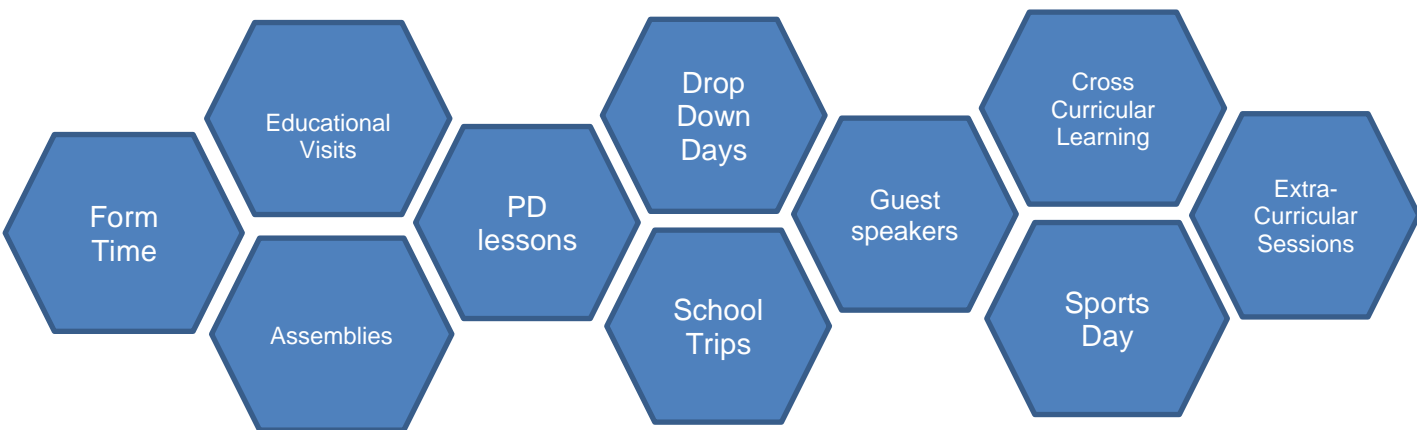 Form
Time
Educational
Visits
Assemblies
PD
lessons
Drop
Down
Days
School
Trips
Guest
speakers
Cross
Curricular
Learning
Sports
Day
Extra-
Curricular
Sessions